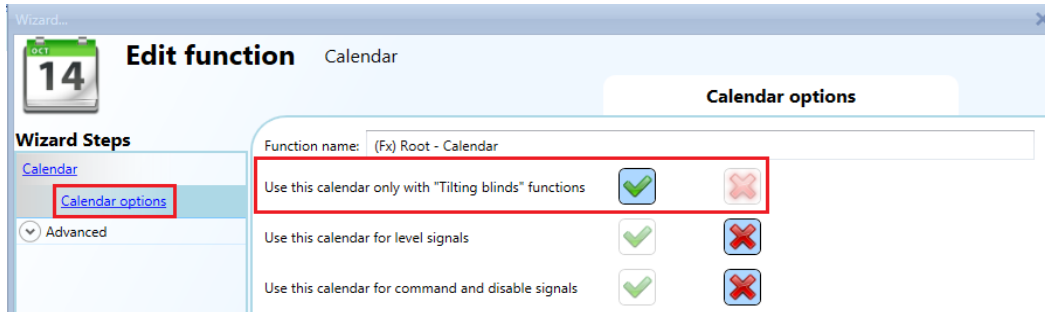 Wizard...
OCT
14
Edit function Calendar
Calendar options
Wizard Steps
Calendar
Calendar options
Advanced
Function name: (Fx) Root - Calendar
Use this calendar only with "Tilting blinds" functions
Use this calendar for level signals
Use this calendar for command and disable signals